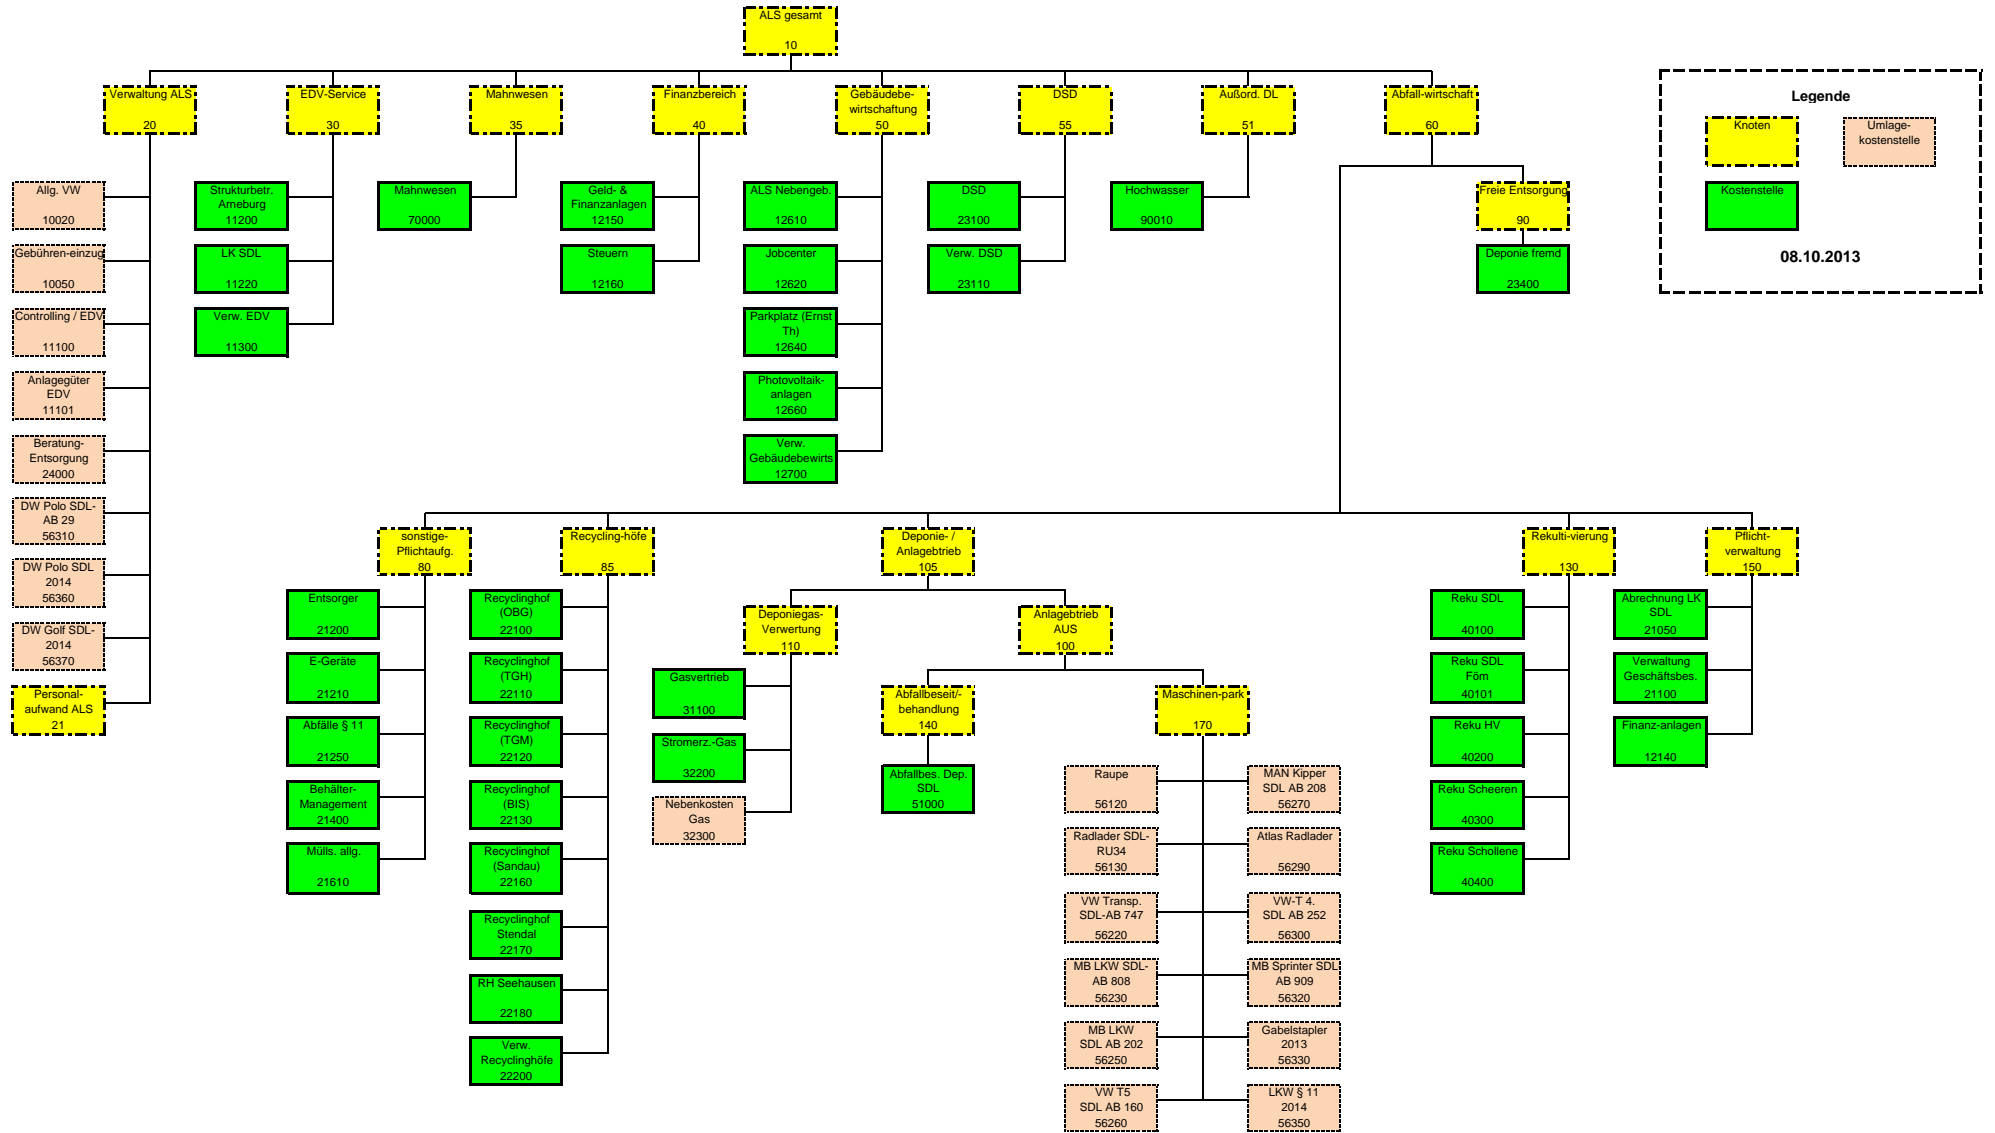 ALS gesamt
10
Verwaltung ALS
20
EDV-Service
30
Mahnwesen
35
Finanzbereich
40
Gebäudebe-
wirtschaftung
50
DSD
55
Außord. DL
51
Abfall-wirtschaft
60
Legende
Knoten
Umlage-
kostenstelle
Kostenstelle
08.10.2013
Allg. VW
10020
Gebühren-einzug
10050
Controlling / EDV
11100
Anlagegüter
EDV
11101
Beratung-
Entsorgung
24000
DW Polo SDL-
AB 29
56310
DW Polo SDL
2014
56360
DW Golf SDL-
2014
56370
Personal-
aufwand ALS
21
Strukturbetr.
Arneburg
11200
LK SDL
11220
Verw. EDV
11300
Mahnwesen
70000
Geld- &
Finanzanlagen
12150
Steuern
12160
ALS Nebengeb.
12610
Jobcenter
12620
Parkplatz (Ernst
Th)
12640
Photovoltaik-
anlagen
12660
Verw.
Gebäudebewirts
12700
DSD
23100
Verw. DSD
23110
Hochwasser
90010
Freie Entsorgung
90
Deponie fremd
23400
sonstige-
Pflichtaufg.
80
Recycling-höfe
85
Deponie- /
Anlagebtrieb
105
Rekulti-vierung
130
Pflicht-
verwaltung
150
Entsorger
21200
E-Geräte
21210
Abfälle § 11
21250
Behälter-
Management
21400
Mülls. allg.
21610
Recyclinghof
(OBG)
22100
Recyclinghof
(TGH)
22110
Recyclinghof
(TGM)
22120
Recyclinghof
(BIS)
22130
Recyclinghof
(Sandau)
22160
Recyclinghof
Stendal
22170
RH Seehausen
22180
Verw.
Recyclinghöfe
22200
Deponiegas-
Verwertung
110
Anlagebtrieb
AUS
100
Gasvertrieb
31100
Stromerz.-Gas
32200
Nebenkosten
Gas
32300
Abfallbeseit/-
behandlung
140
Maschinen-park
170
Abfallbes. Dep.
SDL
51000
Raupe
56120
Radlader SDL-
RU34
56130
VW Transp.
SDL-AB 747
56220
MB LKW SDL-
AB 808
56230
MB LKW
SDL AB 202
56250
VW T5
SDL AB 160
56260
MAN Kipper
SDL AB 208
56270
Atlas Radlader
56290
VW-T 4.
SDL AB 252
56300
MB Sprinter SDL
AB 909
56320
Gabelstapler
2013
56330
LKW § 11
2014
56350
Reku SDL
40100
Reku SDL
Föm
40101
Reku HV
40200
Reku Scheeren
40300
Reku Schollene
40400
Abrechnung LK
SDL
21050
Verwaltung
Geschäftsbes.
21100
Finanz-anlagen
12140